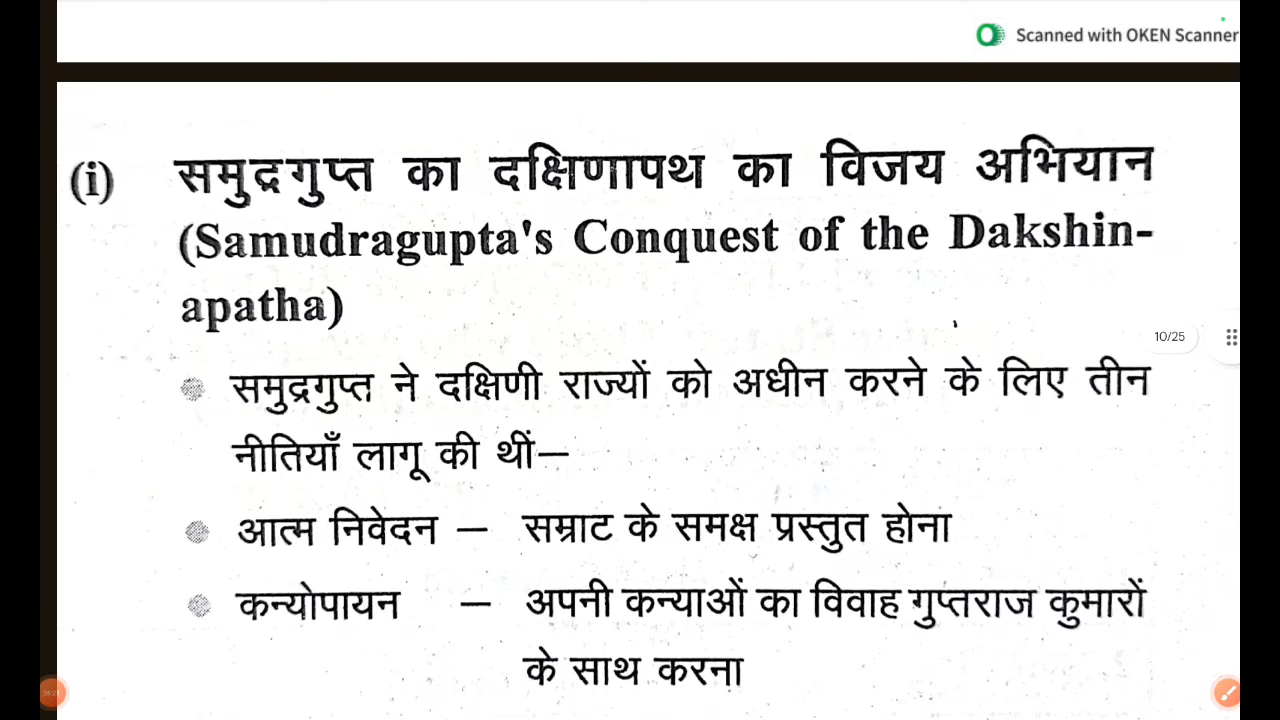 Scanned with OKEN Scanner
(i) समुद्रगुप्त का दक्षिणापथ का विजय अभियान
(Samudragupta's Conquest of the Dakshin-
apatha)
10/25
समुद्रगुप्त ने दक्षिणी राज्यों को अधीन करने के लिए तीन
नीतियाँ लागू की थीं—
आत्म निवेदन — सम्राट के समक्ष प्रस्तुत होना
कन्योपायन — अपनी कन्याओं का विवाह गुप्तराज कुमारों
के साथ करना